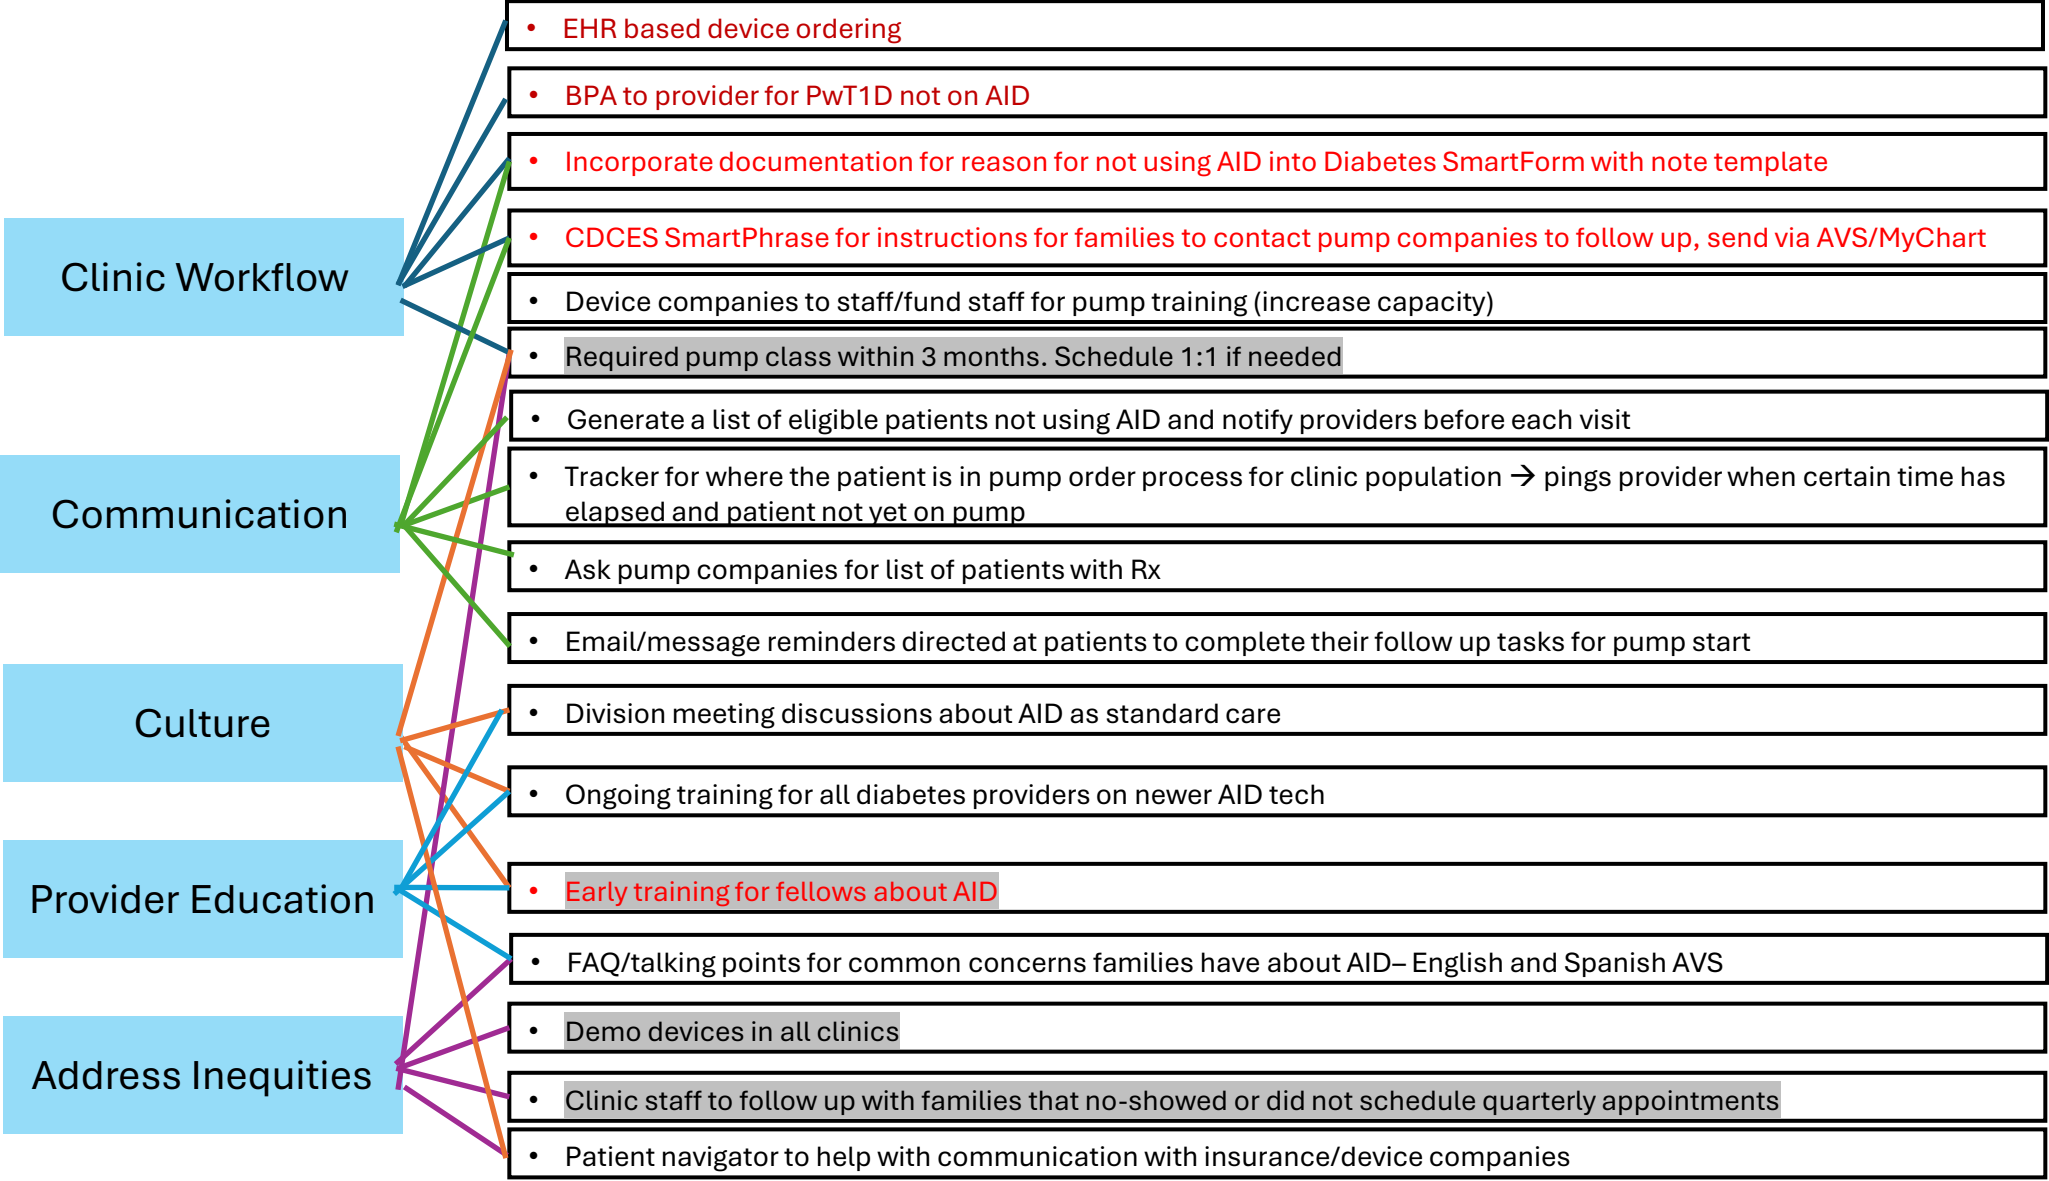 Clinic Workflow
Communication
Culture
Provider Education
Address Inequities
• EHR based device ordering
• BPA to provider for PwT1D not on AID
• Incorporate documentation for reason for not using AID into Diabetes SmartForm with note template
• CDCES SmartPhrase for instructions for families to contact pump companies to follow up, send via AVS/MyChart
• Device companies to staff/fund staff for pump training (increase capacity)
• Required pump class within 3 months. Schedule 1:1 if needed
• Generate a list of eligible patients not using AID and notify providers before each visit
• Tracker for where the patient is in pump order process for clinic population → pings provider when certain time has
elapsed and patient not yet on pump
• Ask pump companies for list of patients with Rx
• Email/message reminders directed at patients to complete their follow up tasks for pump start
• Division meeting discussions about AID as standard care
• Ongoing training for all diabetes providers on newer AID tech
• Early training for fellows about AID
• FAQ/talking points for common concerns families have about AID– English and Spanish AVS
• Demo devices in all clinics
• Clinic staff to follow up with families that no-showed or did not schedule quarterly appointments
• Patient navigator to help with communication with insurance/device companies